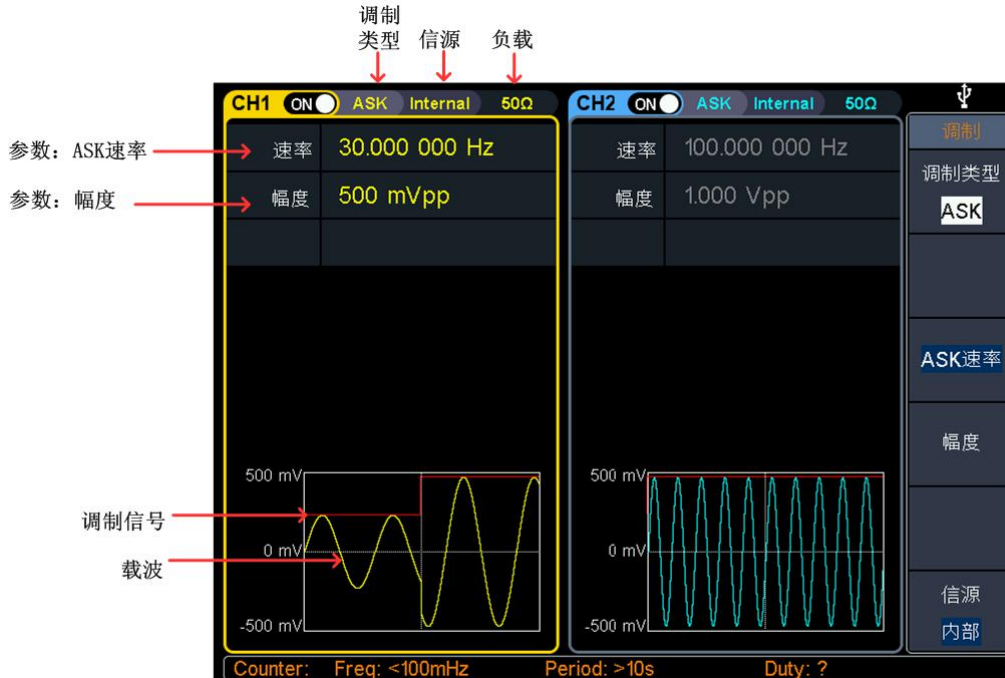 调制
类型
信源
负载
CH1 ON ASK Internal 50Ω
CH2 ON ASK Internal 50Ω
调制
参数：ASK速率
速率 30.000 000 Hz
速率 100.000 000 Hz
调制类型
ASK
参数：幅度
幅度 500 mVpp
幅度 1.000 Vpp
ASK速率
幅度
500 mV
500 mV
调制信号
0 mV
0 mV
载波
信源
内部
-500 mV
-500 mV
Counter: Freq: <100mHz Period: >10s Duty: ?